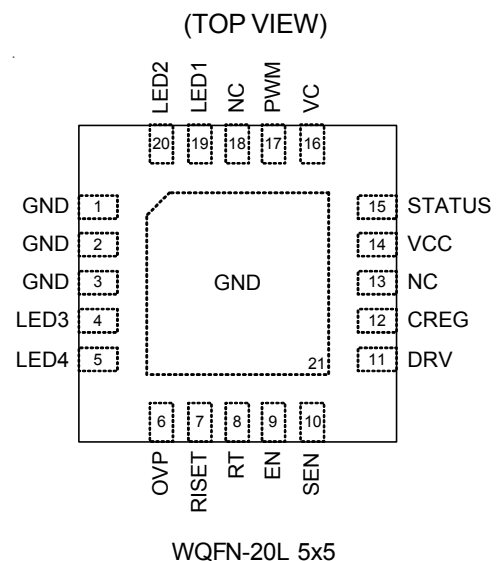 (TOP VIEW)
LED2 LED1 NC PWM VC
20 19 18 17 16
GND 1 15 STATUS
GND 2 14 VCC
GND 3 13 NC
GND
LED3 4 12 CREG
LED4 5 11 DRV
21
6 7 8 9 10
OVP RISET RT EN SEN
WQFN-20L 5x5